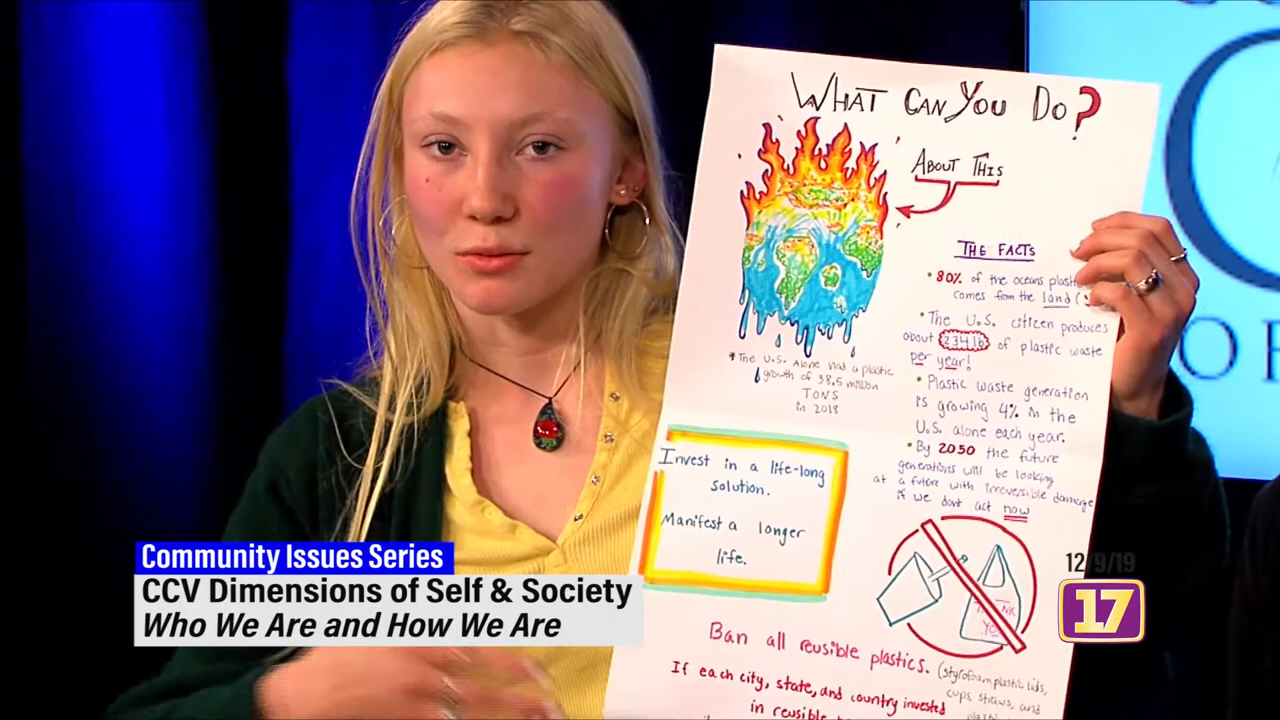 WHAT CAN YOU DO?
ABOUT THIS
THE FACTS
• 80% of the oceans
comes from the land
• The U.S. citizen produces
about 234 lb of plastic waste
per year!
• Plastic waste generation
is growing 4% in the
U.S. alone each year.
• By 2050 the future
generations will be looking
at a future with irreversible damage
if we dont act now
*The U.S. Alone had a plastic
growth of 38.5 million
TONS
in 2018
Invest in a life-long
solution.
Manifest a longer
life.
Ban all reusible plastics.
(styrofoam, plastic lids,
cups, straws, and
If each city, state, and country invested
in reusible
Community Issues Series
CCV Dimensions of Self & Society
Who We Are and How We Are
12/9/19
17
OF